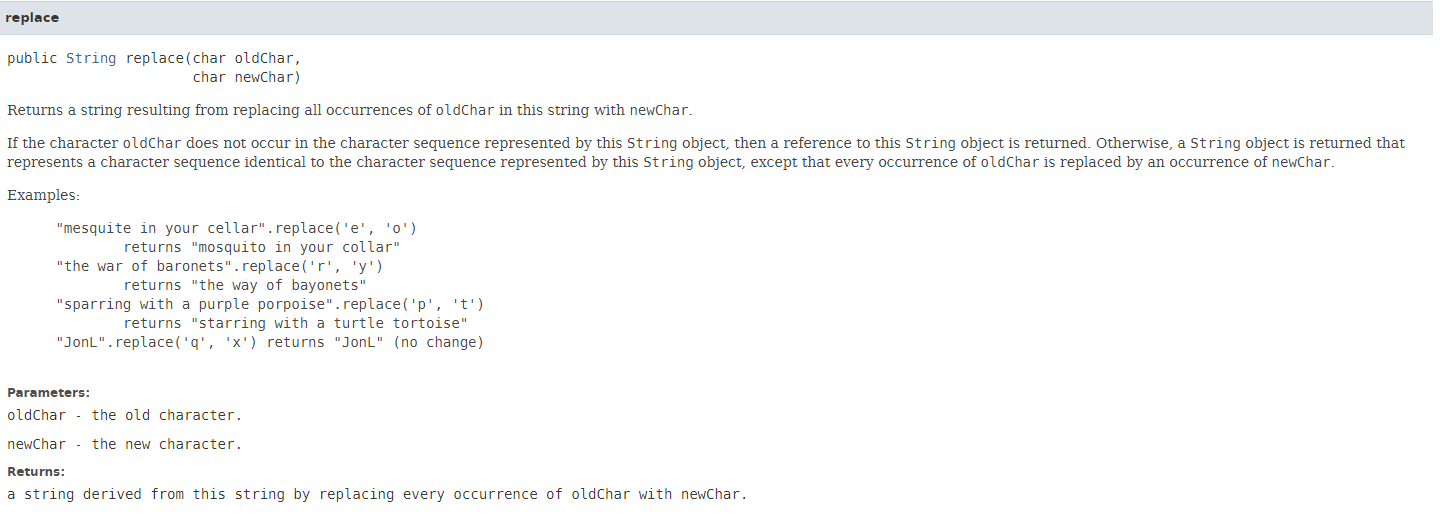 replace
public String replace(char oldChar,
                      char newChar)
Returns a string resulting from replacing all occurrences of oldChar in this string with newChar.
If the character oldChar does not occur in the character sequence represented by this String object, then a reference to this String object is returned. Otherwise, a String object is returned that
represents a character sequence identical to the character sequence represented by this String object, except that every occurrence of oldChar is replaced by an occurrence of newChar.
Examples:
"mesquite in your cellar".replace('e', 'o')
        returns "mosquito in your collar"
"the war of baronets".replace('r', 'y')
        returns "the way of bayonets"
"sparring with a purple porpoise".replace('p', 't')
        returns "starring with a turtle tortoise"
"JonL".replace('q', 'x') returns "JonL" (no change)
Parameters:
oldChar - the old character.
newChar - the new character.
Returns:
a string derived from this string by replacing every occurrence of oldChar with newChar.